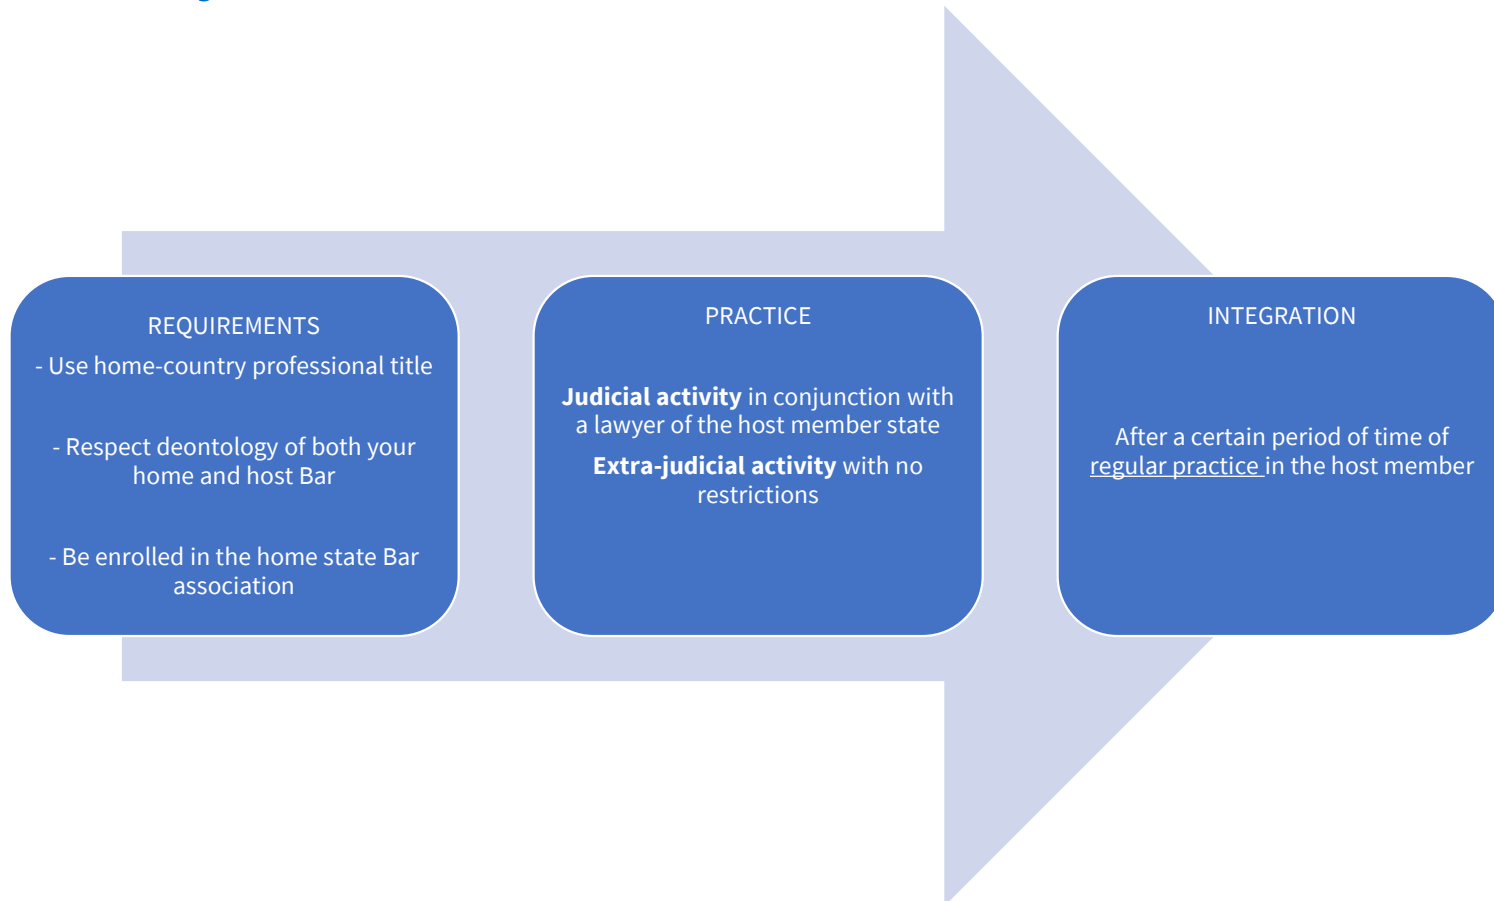 REQUIREMENTS
- Use home-country professional title
- Respect deontology of both your
home and host Bar
- Be enrolled in the home state Bar
association
PRACTICE
Judicial activity in conjunction with
a lawyer of the host member state
Extra-judicial activity with no
restrictions
INTEGRATION
After a certain period of time of
regular practice in the host member